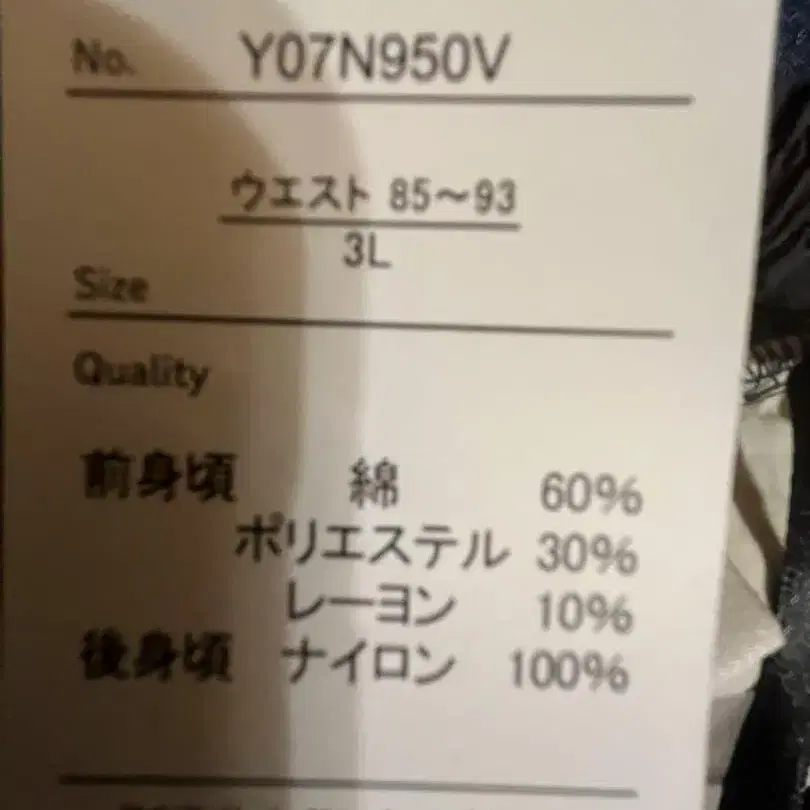 No. Y07N950V
ウエスト 85～93
3L
Size
Quality
前身頃 綿 60%
ポリエステル 30%
レーヨン 10%
後身頃 ナイロン 100%